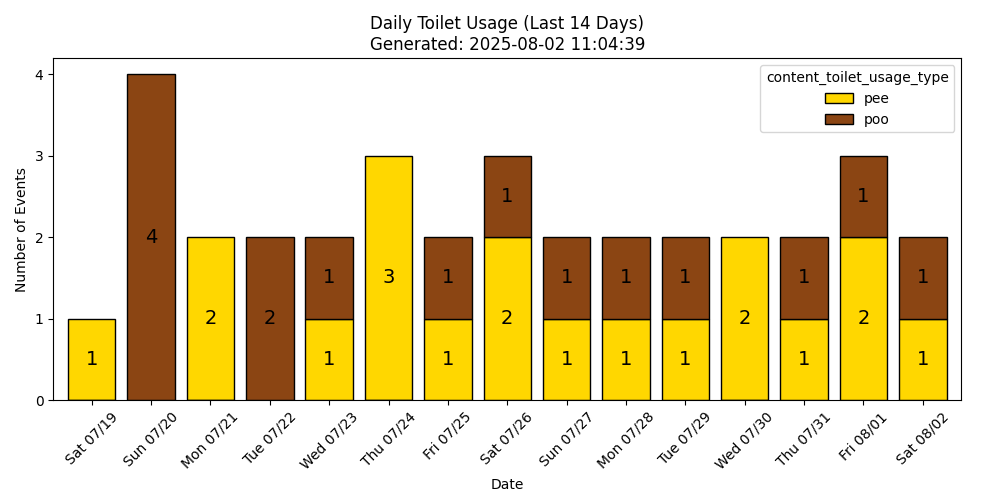 Daily Toilet Usage (Last 14 Days)
Generated: 2025-08-02 11:04:39
content_toilet_usage_type
pee
poo
Number of Events
4
3
2
1
0
1
4
2
2
1
1
3
1
1
1
2
1
1
1
1
1
1
2
1
1
1
2
1
1
Sat 07/19
Sun 07/20
Mon 07/21
Tue 07/22
Wed 07/23
Thu 07/24
Fri 07/25
Sat 07/26
Sun 07/27
Mon 07/28
Tue 07/29
Wed 07/30
Thu 07/31
Fri 08/01
Sat 08/02
Date